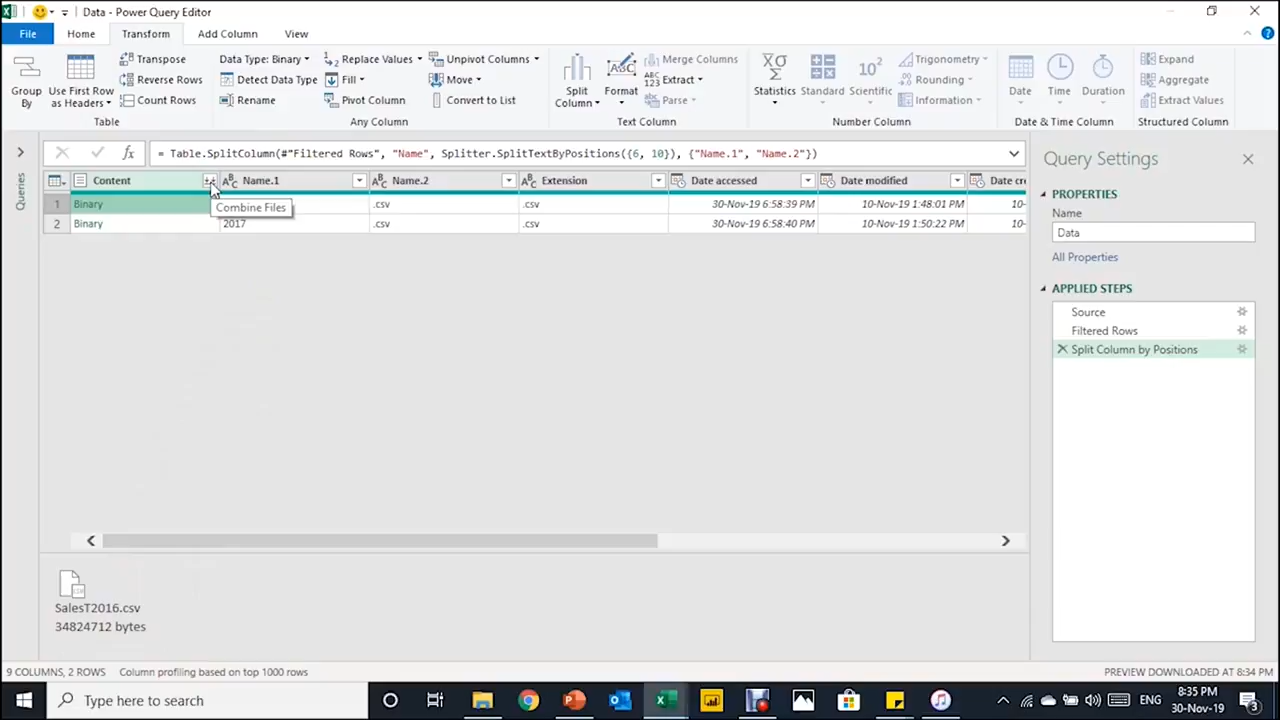 Data - Power Query Editor
File Home Transform Add Column View
Group By
Use First Row as Headers
Transpose
Reverse Rows
Count Rows
Table
Data Type: Binary
Detect Data Type
Rename
Replace Values
Fill
Pivot Column
Unpivot Columns
Move
Convert to List
Any Column
Split Column
Format
Merge Columns
Extract
Parse
Text Column
Statistics
Standard
Scientific
Trigonometry
Rounding
Information
Number Column
Date
Time
Duration
Date & Time Column
Expand
Aggregate
Extract Values
Structured Column
Queries
= Table.SplitColumn(#"Filtered Rows", "Name", Splitter.SplitTextByPositions({6, 10}), {"Name.1", "Name.2"})
Content Name.1 Name.2 Extension Date accessed Date modified Date cre
1 Binary .csv .csv 30-Nov-19 6:58:39 PM 10-Nov-19 1:48:01 PM 10-
Combine Files
2 Binary 2017 .csv .csv 30-Nov-19 6:58:40 PM 10-Nov-19 1:50:22 PM 10-
SalesT2016.csv
34824712 bytes
Query Settings
PROPERTIES
Name
Data
All Properties
APPLIED STEPS
Source
Filtered Rows
Split Column by Positions
9 COLUMNS, 2 ROWS Column profiling based on top 1000 rows
PREVIEW DOWNLOADED AT 8:34 PM
Type here to search
ENG
8:35 PM
30-Nov-19
3